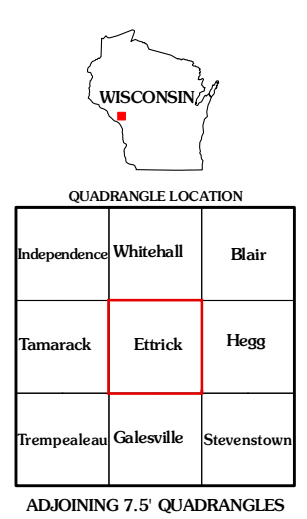 WISCONSIN
QUADRANGLE LOCATION
Independence Whitehall Blair
Tamarack Ettrick Hegg
Trempealeau Galesville Stevenstown
ADJOINING 7.5' QUADRANGLES